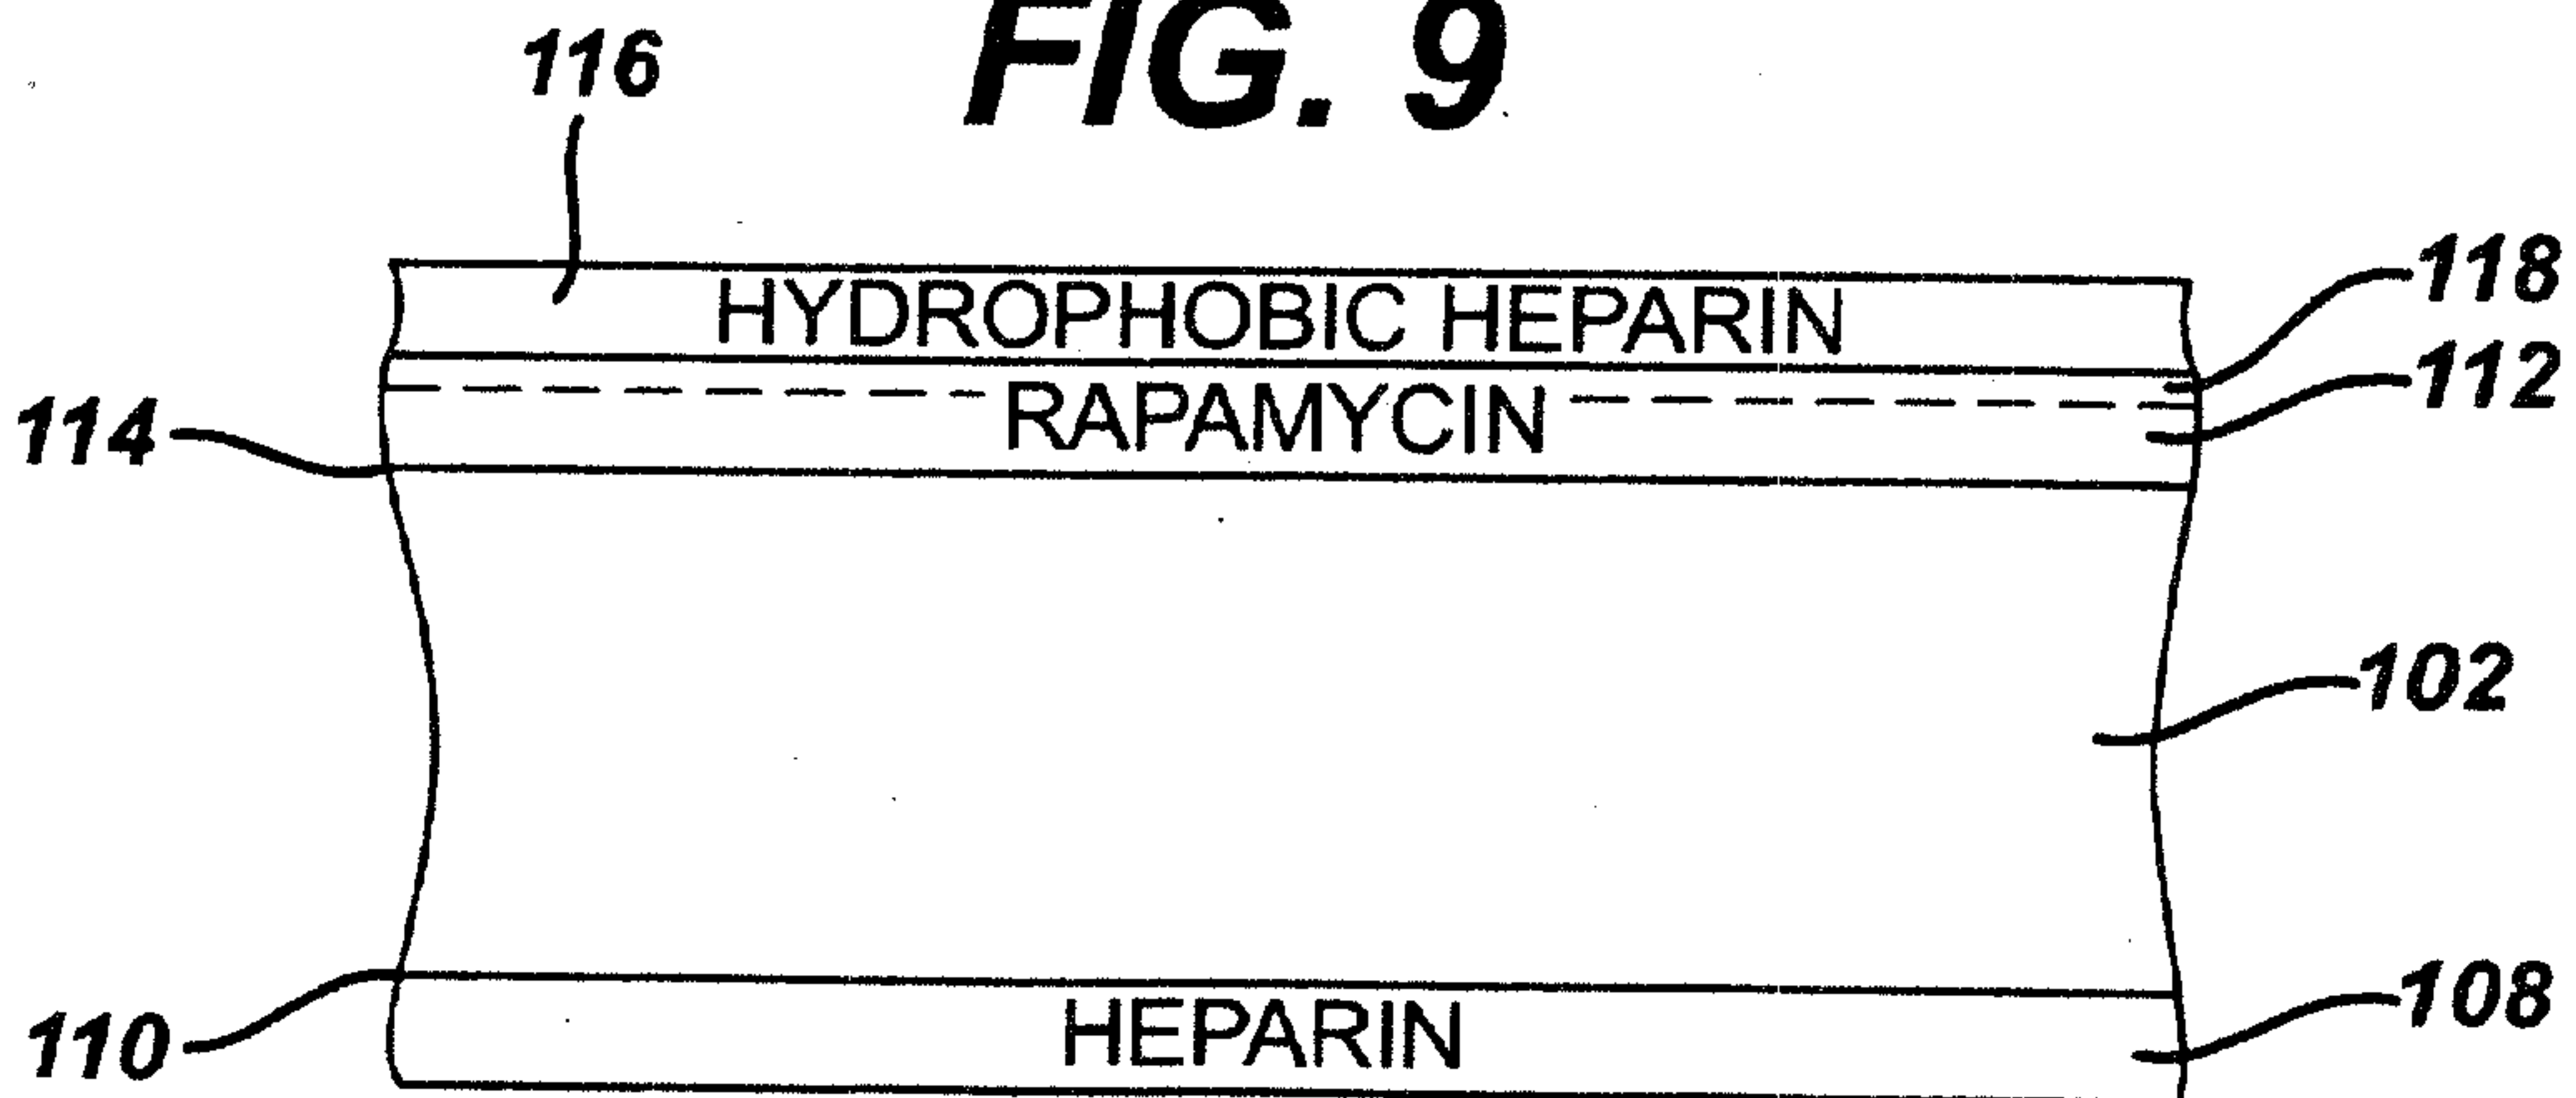 FIG. 9
116
HYDROPHOBIC HEPARIN
118
RAPAMYCIN
112
114
102
110
HEPARIN
108